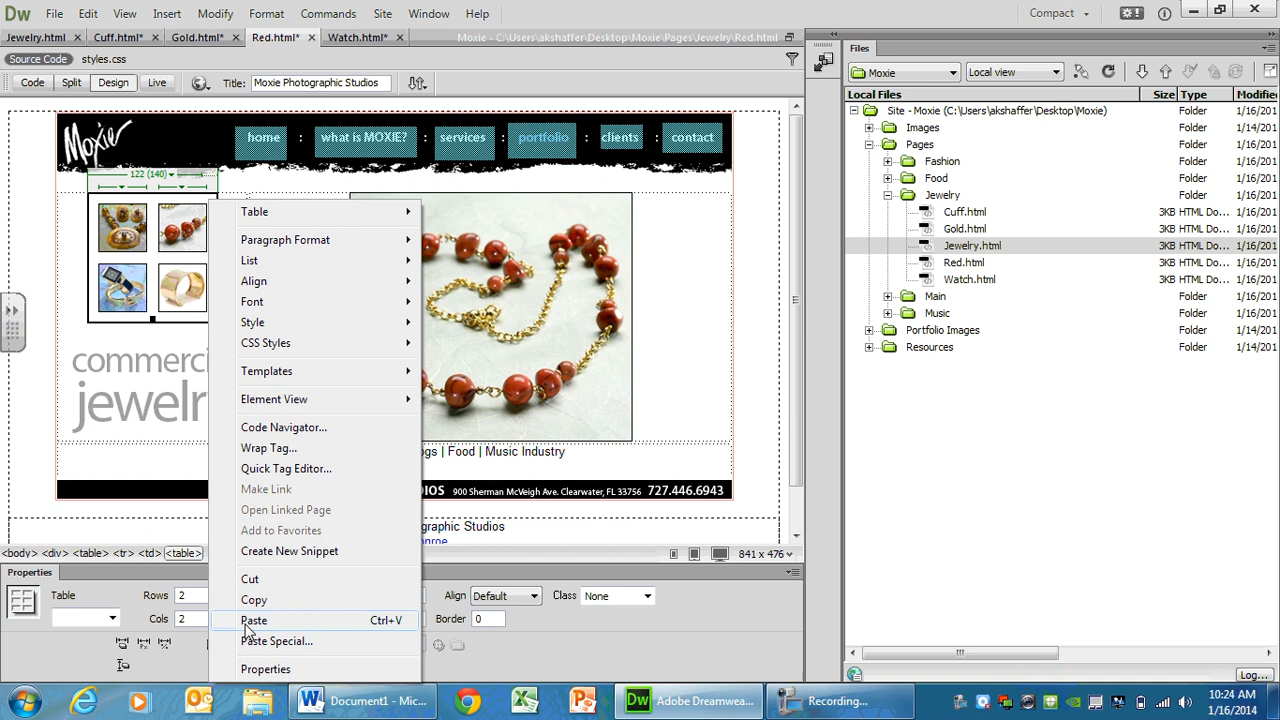 Dw File Edit View Insert Modify Format Commands Site Window Help Compact
Jewelry.html Cuff.html* Gold.html* Red.html* Watch.html* Moxie - C:\Users\akshaffer\Desktop\Moxie\Pages\Jewelry\Red.html
Source Code styles.css
Code Split Design Live Title: Moxie Photographic Studios
Moxie home : what is MOXIE? : services : portfolio : clients : contact
122 (140)
commerci
jewelr
ogs | Food | Music Industry
DIOS 900 Sherman McVeigh Ave. Clearwater, FL 33756 727.446.6943
graphic Studios
nroe
<body> <div> <table> <tr> <td> <table> 841 x 476
Table
Paragraph Format
List
Align
Font
Style
CSS Styles
Templates
Element View
Code Navigator...
Wrap Tag...
Quick Tag Editor...
Make Link
Open Linked Page
Add to Favorites
Create New Snippet
Cut
Copy
Paste Ctrl+V
Paste Special...
Properties
Properties
Table Rows 2 Align Default Class None
Cols 2 Border 0
Files
Moxie Local view
Local Files Size Type Modified
Site - Moxie (C:\Users\akshaffer\Desktop\Moxie) Folder 1/16/201
Images Folder 1/14/201
Pages Folder 1/16/201
Fashion Folder 1/16/201
Food Folder 1/16/201
Jewelry Folder 1/16/201
Cuff.html 3KB HTML Do... 1/16/201
Gold.html 3KB HTML Do... 1/16/201
Jewelry.html 3KB HTML Do... 1/16/201
Red.html 3KB HTML Do... 1/16/201
Watch.html 3KB HTML Do... 1/16/201
Main Folder 1/16/201
Music Folder 1/16/201
Portfolio Images Folder 1/14/201
Resources Folder 1/14/201
Log...
Document1 - Mic... Adobe Dreamwea... Recording... 10:24 AM
1/16/2014